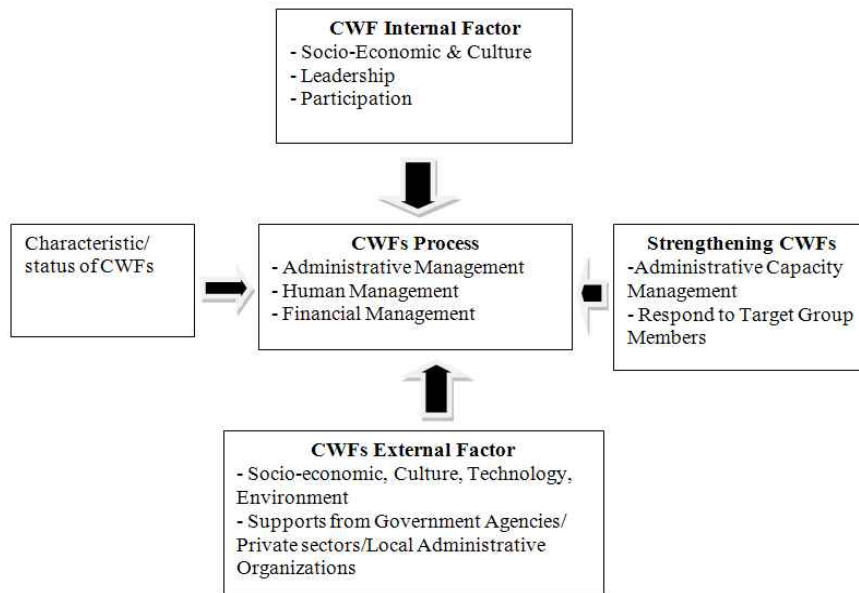 CWF Internal Factor
- Socio-Economic & Culture
- Leadership
- Participation
Characteristic/
status of CWFs
CWFs Process
- Administrative Management
- Human Management
- Financial Management
Strengthening CWFs
-Administrative Capacity
Management
- Respond to Target Group
Members
CWFs External Factor
- Socio-economic, Culture, Technology,
Environment
- Supports from Government Agencies/
Private sectors/Local Administrative
Organizations